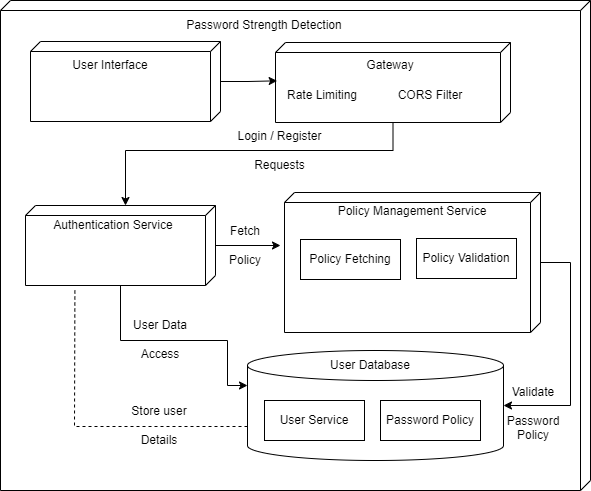 Password Strength Detection
User Interface
Gateway
Rate Limiting
CORS Filter
Login / Register
Requests
Authentication Service
Fetch
Policy
Policy Management Service
Policy Fetching
Policy Validation
User Data
Access
User Database
User Service
Password Policy
Store user
Details
Validate
Password
Policy